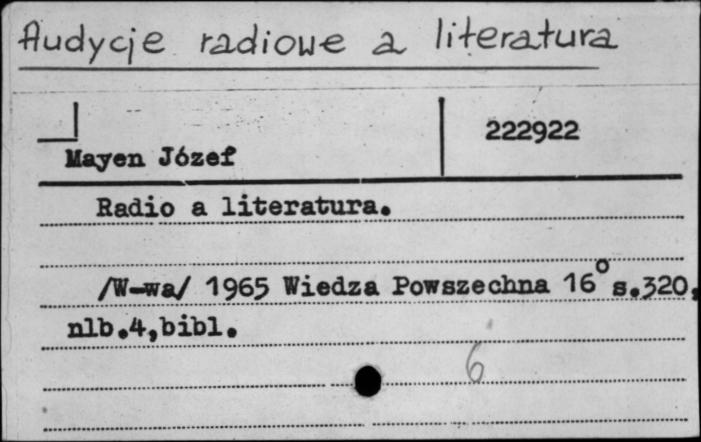 Audycje radiowe a literatura
222922
Mayen Józef
Radio a literatura.
/W-wa/ 1965 Wiedza Powszechna 16° s.320,
nlb.4,bibl.
6